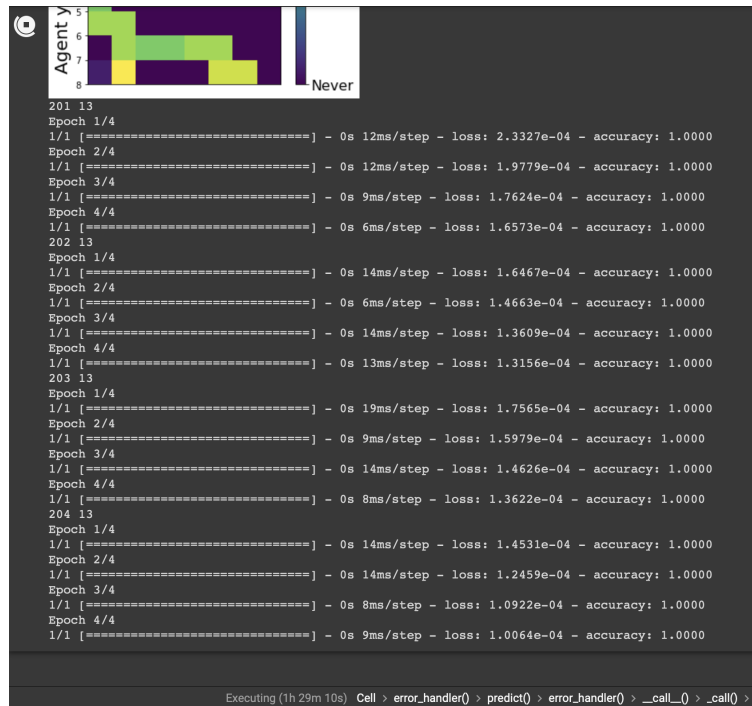 Agent y
5
6
7
8
Never
201 13
Epoch 1/4
1/1 [==============================] - 0s 12ms/step - loss: 2.3327e-04 - accuracy: 1.0000
Epoch 2/4
1/1 [==============================] - 0s 12ms/step - loss: 1.9779e-04 - accuracy: 1.0000
Epoch 3/4
1/1 [==============================] - 0s 9ms/step - loss: 1.7624e-04 - accuracy: 1.0000
Epoch 4/4
1/1 [==============================] - 0s 6ms/step - loss: 1.6573e-04 - accuracy: 1.0000
202 13
Epoch 1/4
1/1 [==============================] - 0s 14ms/step - loss: 1.6467e-04 - accuracy: 1.0000
Epoch 2/4
1/1 [==============================] - 0s 6ms/step - loss: 1.4663e-04 - accuracy: 1.0000
Epoch 3/4
1/1 [==============================] - 0s 14ms/step - loss: 1.3609e-04 - accuracy: 1.0000
Epoch 4/4
1/1 [==============================] - 0s 13ms/step - loss: 1.3156e-04 - accuracy: 1.0000
203 13
Epoch 1/4
1/1 [==============================] - 0s 19ms/step - loss: 1.7565e-04 - accuracy: 1.0000
Epoch 2/4
1/1 [==============================] - 0s 9ms/step - loss: 1.5979e-04 - accuracy: 1.0000
Epoch 3/4
1/1 [==============================] - 0s 14ms/step - loss: 1.4626e-04 - accuracy: 1.0000
Epoch 4/4
1/1 [==============================] - 0s 8ms/step - loss: 1.3622e-04 - accuracy: 1.0000
204 13
Epoch 1/4
1/1 [==============================] - 0s 14ms/step - loss: 1.4531e-04 - accuracy: 1.0000
Epoch 2/4
1/1 [==============================] - 0s 14ms/step - loss: 1.2459e-04 - accuracy: 1.0000
Epoch 3/4
1/1 [==============================] - 0s 8ms/step - loss: 1.0922e-04 - accuracy: 1.0000
Epoch 4/4
1/1 [==============================] - 0s 9ms/step - loss: 1.0064e-04 - accuracy: 1.0000
Executing (1h 29m 10s) Cell > error_handler() > predict() > error_handler() > __call__() > _call() >